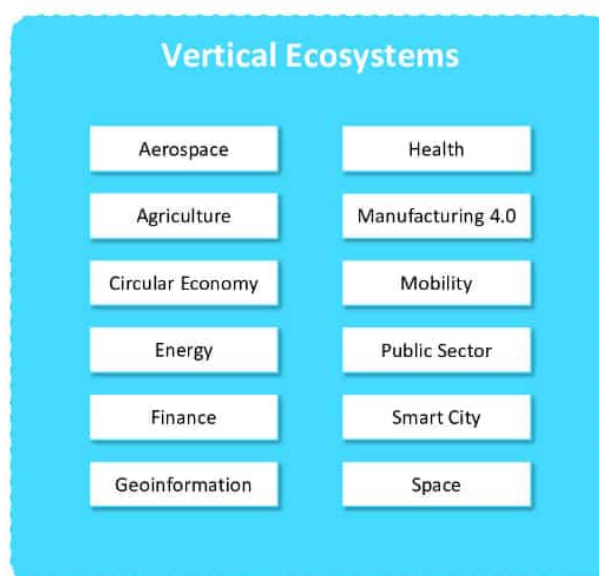 Vertical Ecosystems
Aerospace
Health
Agriculture
Manufacturing 4.0
Circular Economy
Mobility
Energy
Public Sector
Finance
Smart City
Geoinformation
Space